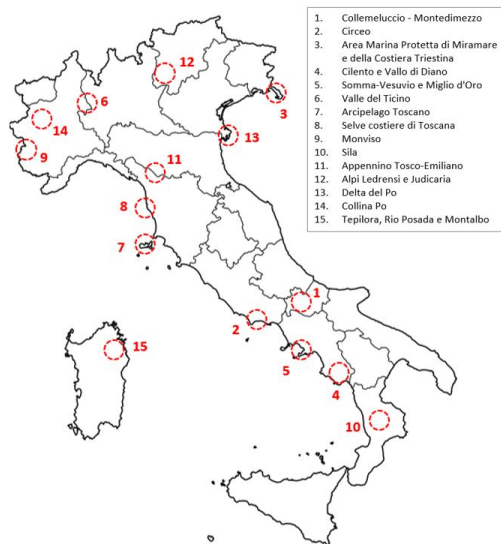 1. Collemeluccio - Montedimezzo
2. Circeo
3. Area Marina Protetta di Miramare
e della Costiera Triestina
4. Cilento e Vallo di Diano
5. Somma-Vesuvio e Miglio d'Oro
6. Valle del Ticino
7. Arcipelago Toscano
8. Selve costiere di Toscana
9. Monviso
10. Sila
11. Appennino Tosco-Emiliano
12. Alpi Ledrensi e Judicaria
13. Delta del Po
14. Collina Po
15. Tepilora, Rio Posada e Montalbo
12
6
3
14
13
9
11
8
7
1
2
15
5
4
10